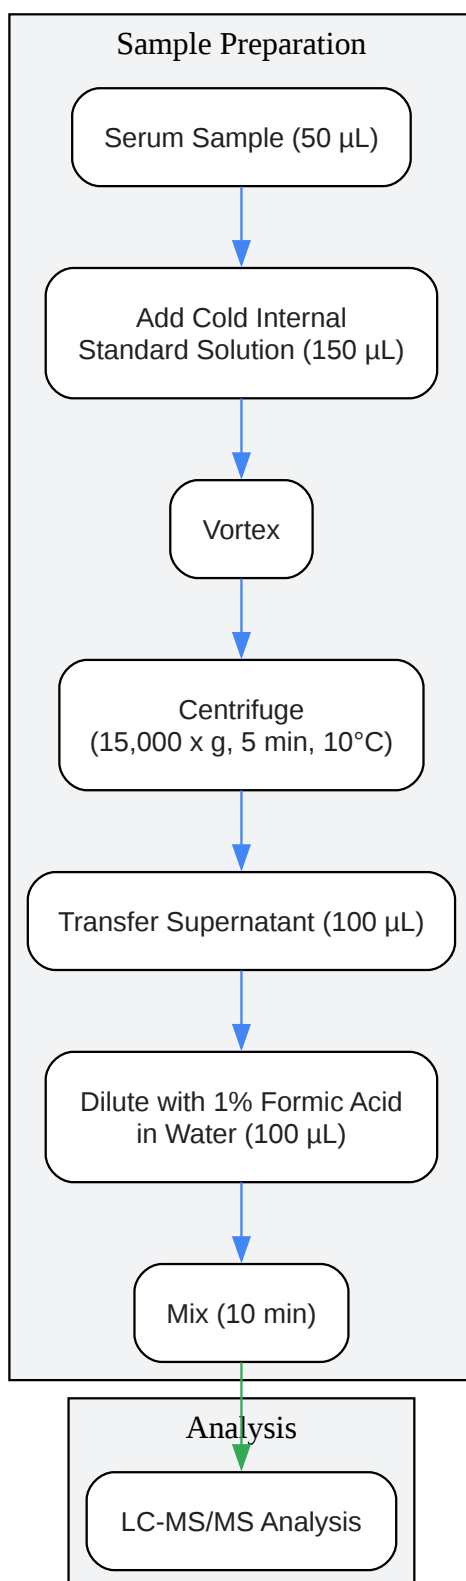 Sample Preparation
Serum Sample (50 µL)
Add Cold Internal
Standard Solution (150 µL)
Vortex
Centrifuge
(15,000 x g, 5 min, 10°C)
Transfer Supernatant (100 µL)
Dilute with 1% Formic Acid
in Water (100 µL)
Mix (10 min)
Analysis
LC-MS/MS Analysis